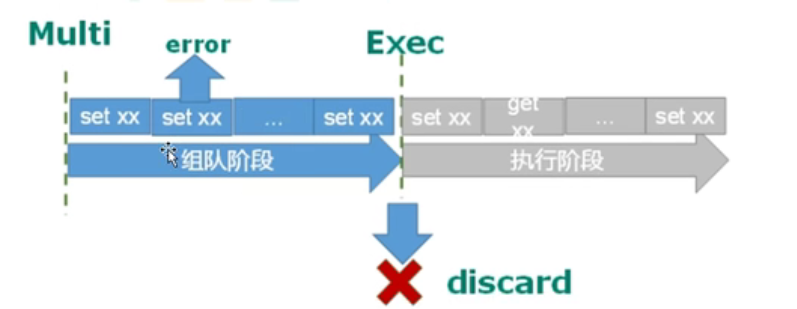 Multi
error
Exec
set xx
set xx
...
set xx
set xx
get
xx
...
set xx
组队阶段
执行阶段
discard